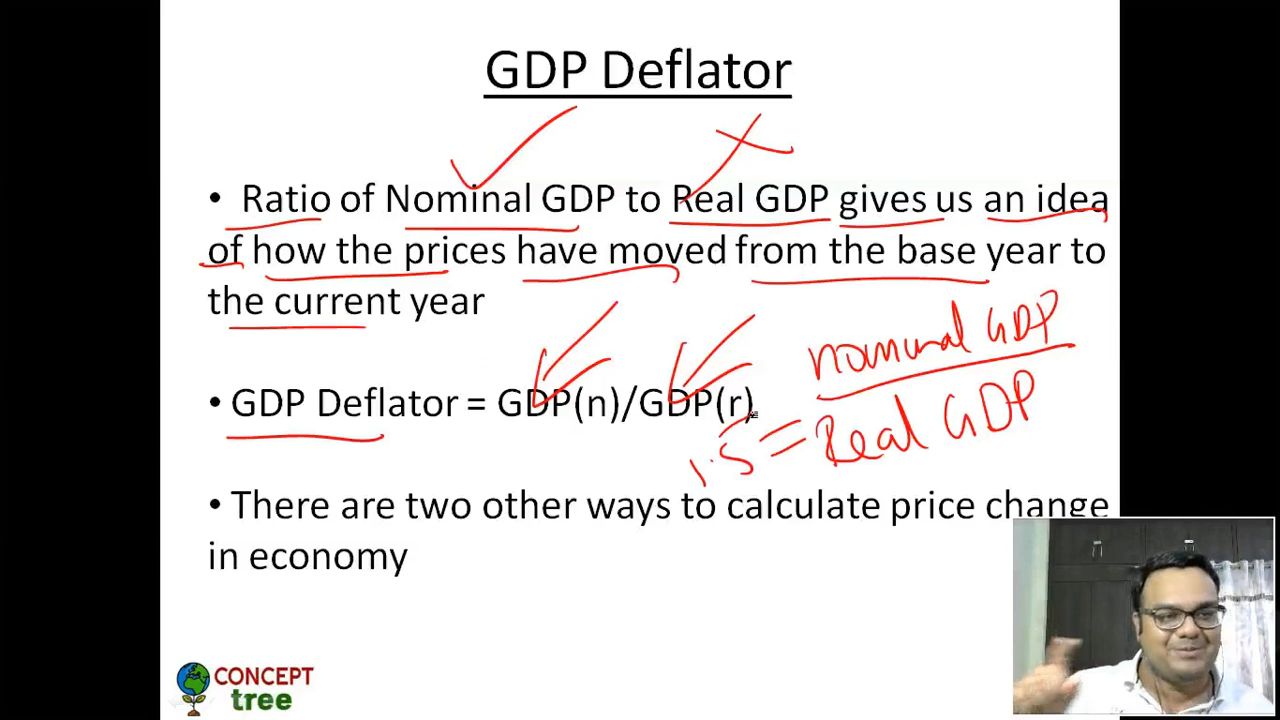 GDP Deflator
• Ratio of Nominal GDP to Real GDP gives us an idea
of how the prices have moved from the base year to
the current year
nominal GDP
• GDP Deflator = GDP(n)/GDP(r)
1.5 = Real GDP
• There are two other ways to calculate price change
in economy
CONCEPT
tree